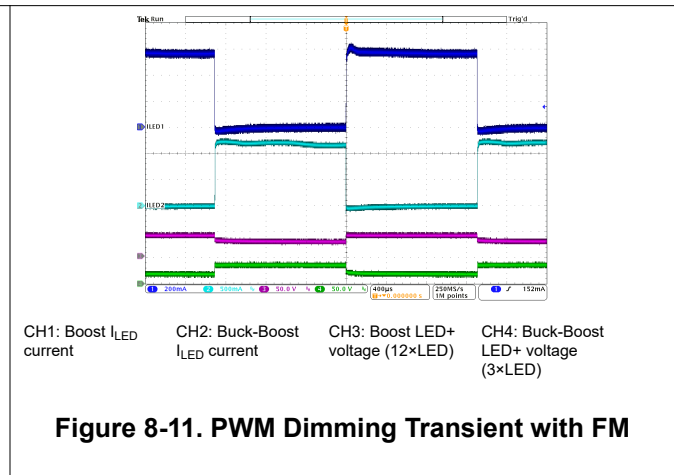 Tek Run Trig'd
ILED1
ILED2
1 200mA 2 500mA 3 50.0 V 4 50.0 V 400µs 250MS/s 1 152mA
0.000000 s 1M points
CH1: Boost ILED current
CH2: Buck-Boost ILED current
CH3: Boost LED+ voltage (12×LED)
CH4: Buck-Boost LED+ voltage (3×LED)
Figure 8-11. PWM Dimming Transient with FM